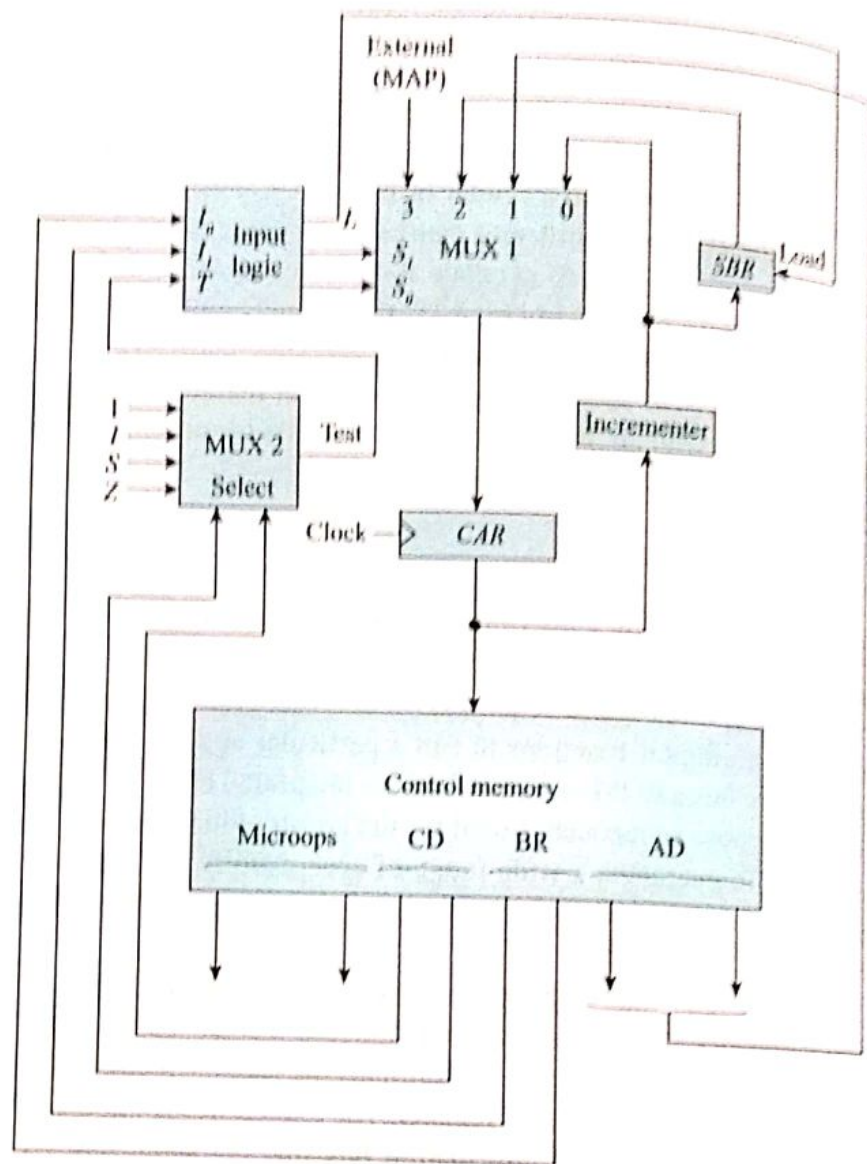 External
(MAP)
I₀ Input L
I₁ logic
T
3 2 1 0
S₁ MUX 1
S₀
SBR Load
Incrementer
1
I MUX 2 Test
S
Z Select
Clock CAR
Control memory
Microops CD BR AD